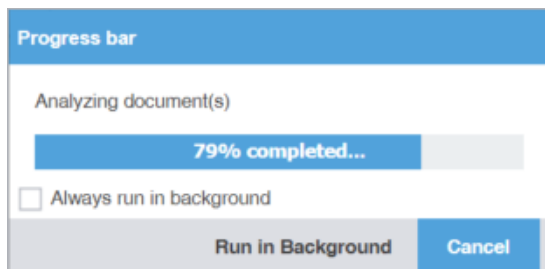 Progress bar
Analyzing document(s)
79% completed...
Always run in background
Run in Background Cancel